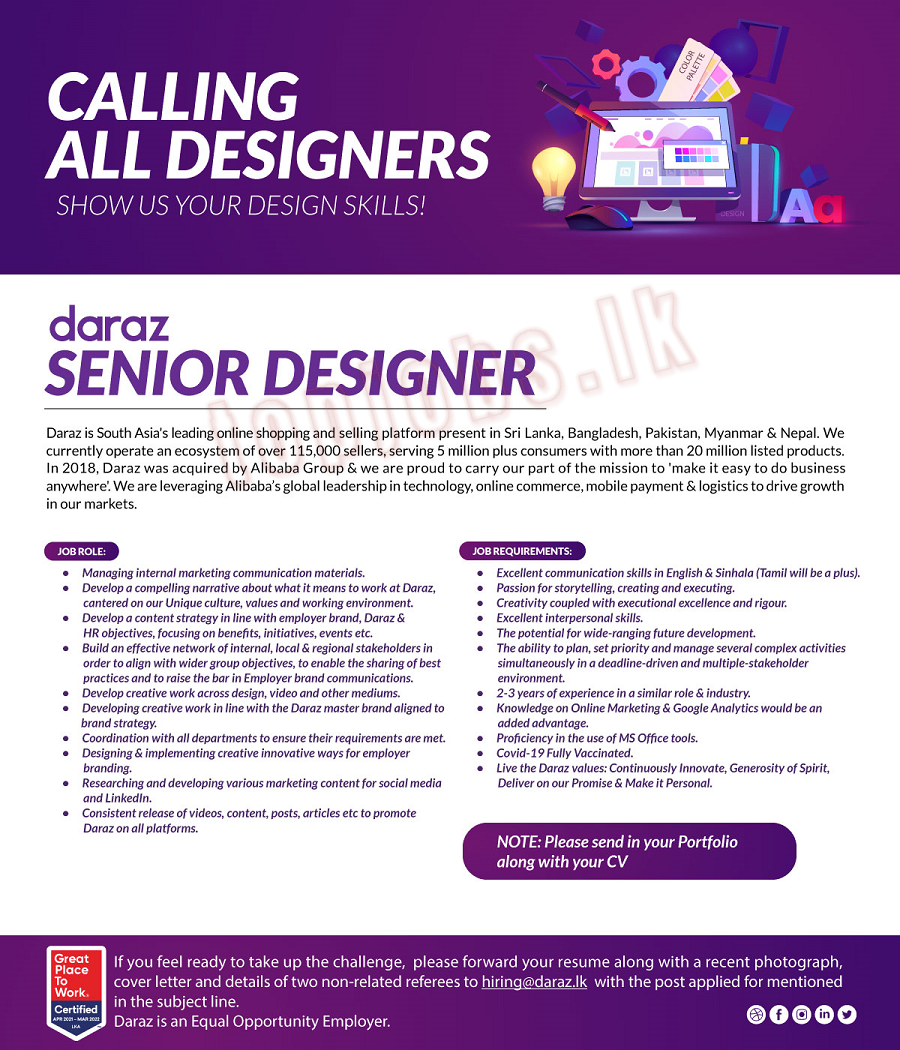 COLOR
PALETTE
CALLING
ALL DESIGNERS
SHOW US YOUR DESIGN SKILLS!
DESIGN
Aa
daraz
SENIOR DESIGNER
topjobs.lk
Daraz is South Asia's leading online shopping and selling platform present in Sri Lanka, Bangladesh, Pakistan, Myanmar & Nepal. We
currently operate an ecosystem of over 115,000 sellers, serving 5 million plus consumers with more than 20 million listed products.
In 2018, Daraz was acquired by Alibaba Group & we are proud to carry our part of the mission to 'make it easy to do business
anywhere'. We are leveraging Alibaba's global leadership in technology, online commerce, mobile payment & logistics to drive growth
in our markets.
JOB ROLE:
● Managing internal marketing communication materials.
● Develop a compelling narrative about what it means to work at Daraz,
cantered on our Unique culture, values and working environment.
● Develop a content strategy in line with employer brand, Daraz &
HR objectives, focusing on benefits, initiatives, events etc.
● Build an effective network of internal, local & regional stakeholders in
order to align with wider group objectives, to enable the sharing of best
practices and to raise the bar in Employer brand communications.
● Develop creative work across design, video and other mediums.
● Developing creative work in line with the Daraz master brand aligned to
brand strategy.
● Coordination with all departments to ensure their requirements are met.
● Designing & implementing creative innovative ways for employer
branding.
● Researching and developing various marketing content for social media
and LinkedIn.
● Consistent release of videos, content, posts, articles etc to promote
Daraz on all platforms.
JOB REQUIREMENTS:
● Excellent communication skills in English & Sinhala (Tamil will be a plus).
● Passion for storytelling, creating and executing.
● Creativity coupled with executional excellence and rigour.
● Excellent interpersonal skills.
● The potential for wide-ranging future development.
● The ability to plan, set priority and manage several complex activities
simultaneously in a deadline-driven and multiple-stakeholder
environment.
● 2-3 years of experience in a similar role & industry.
● Knowledge on Online Marketing & Google Analytics would be an
added advantage.
● Proficiency in the use of MS Office tools.
● Covid-19 Fully Vaccinated.
● Live the Daraz values: Continuously Innovate, Generosity of Spirit,
Deliver on our Promise & Make it Personal.
NOTE: Please send in your Portfolio
along with your CV
Great
Place
To
Work.
Certified
APR 2021 - MAR 2022
LKA
If you feel ready to take up the challenge, please forward your resume along with a recent photograph,
cover letter and details of two non-related referees to hiring@daraz.lk with the post applied for mentioned
in the subject line.
Daraz is an Equal Opportunity Employer.